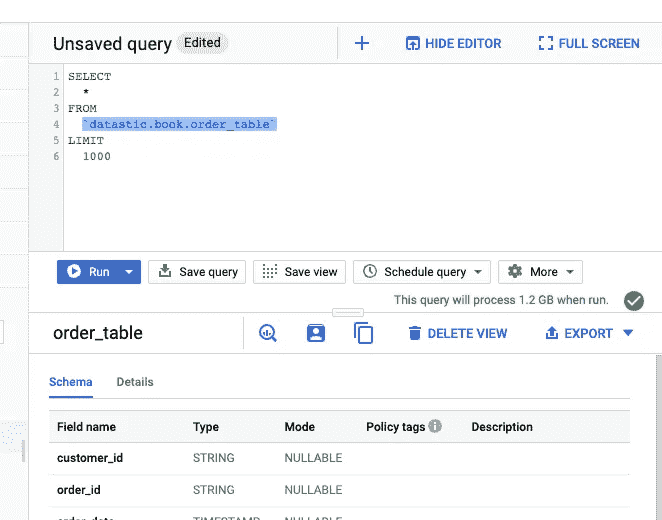 Unsaved query Edited
+ HIDE EDITOR FULL SCREEN
1 SELECT
2 *
3 FROM
4 `datastic.book.order_table`
5 LIMIT
6 1000
Run Save query Save view Schedule query More
This query will process 1.2 GB when run.
order_table DELETE VIEW EXPORT
Schema Details
Field name Type Mode Policy tags Description
customer_id STRING NULLABLE
order_id STRING NULLABLE
order_date TIMESTAMP NULLABLE